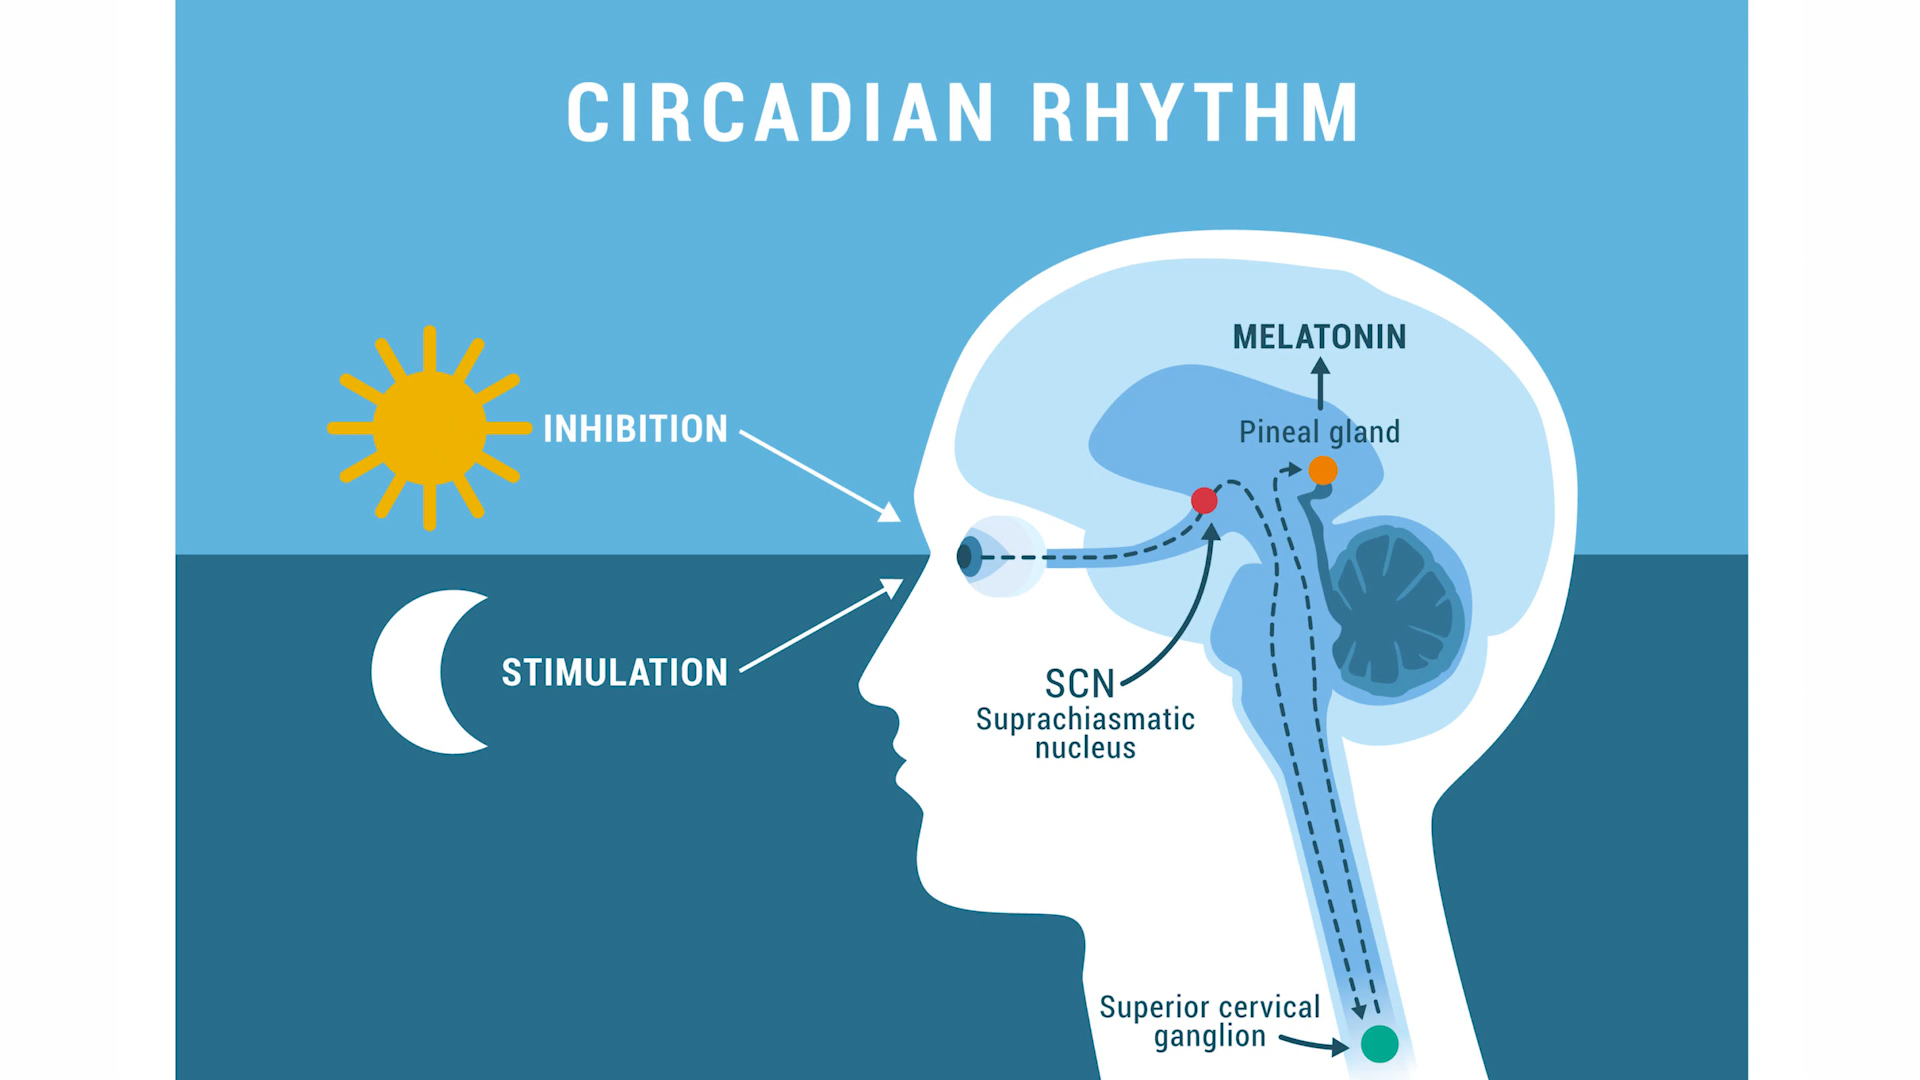 CIRCADIAN RHYTHM
MELATONIN
Pineal gland
INHIBITION
STIMULATION
SCN
Suprachiasmatic
nucleus
Superior cervical
ganglion